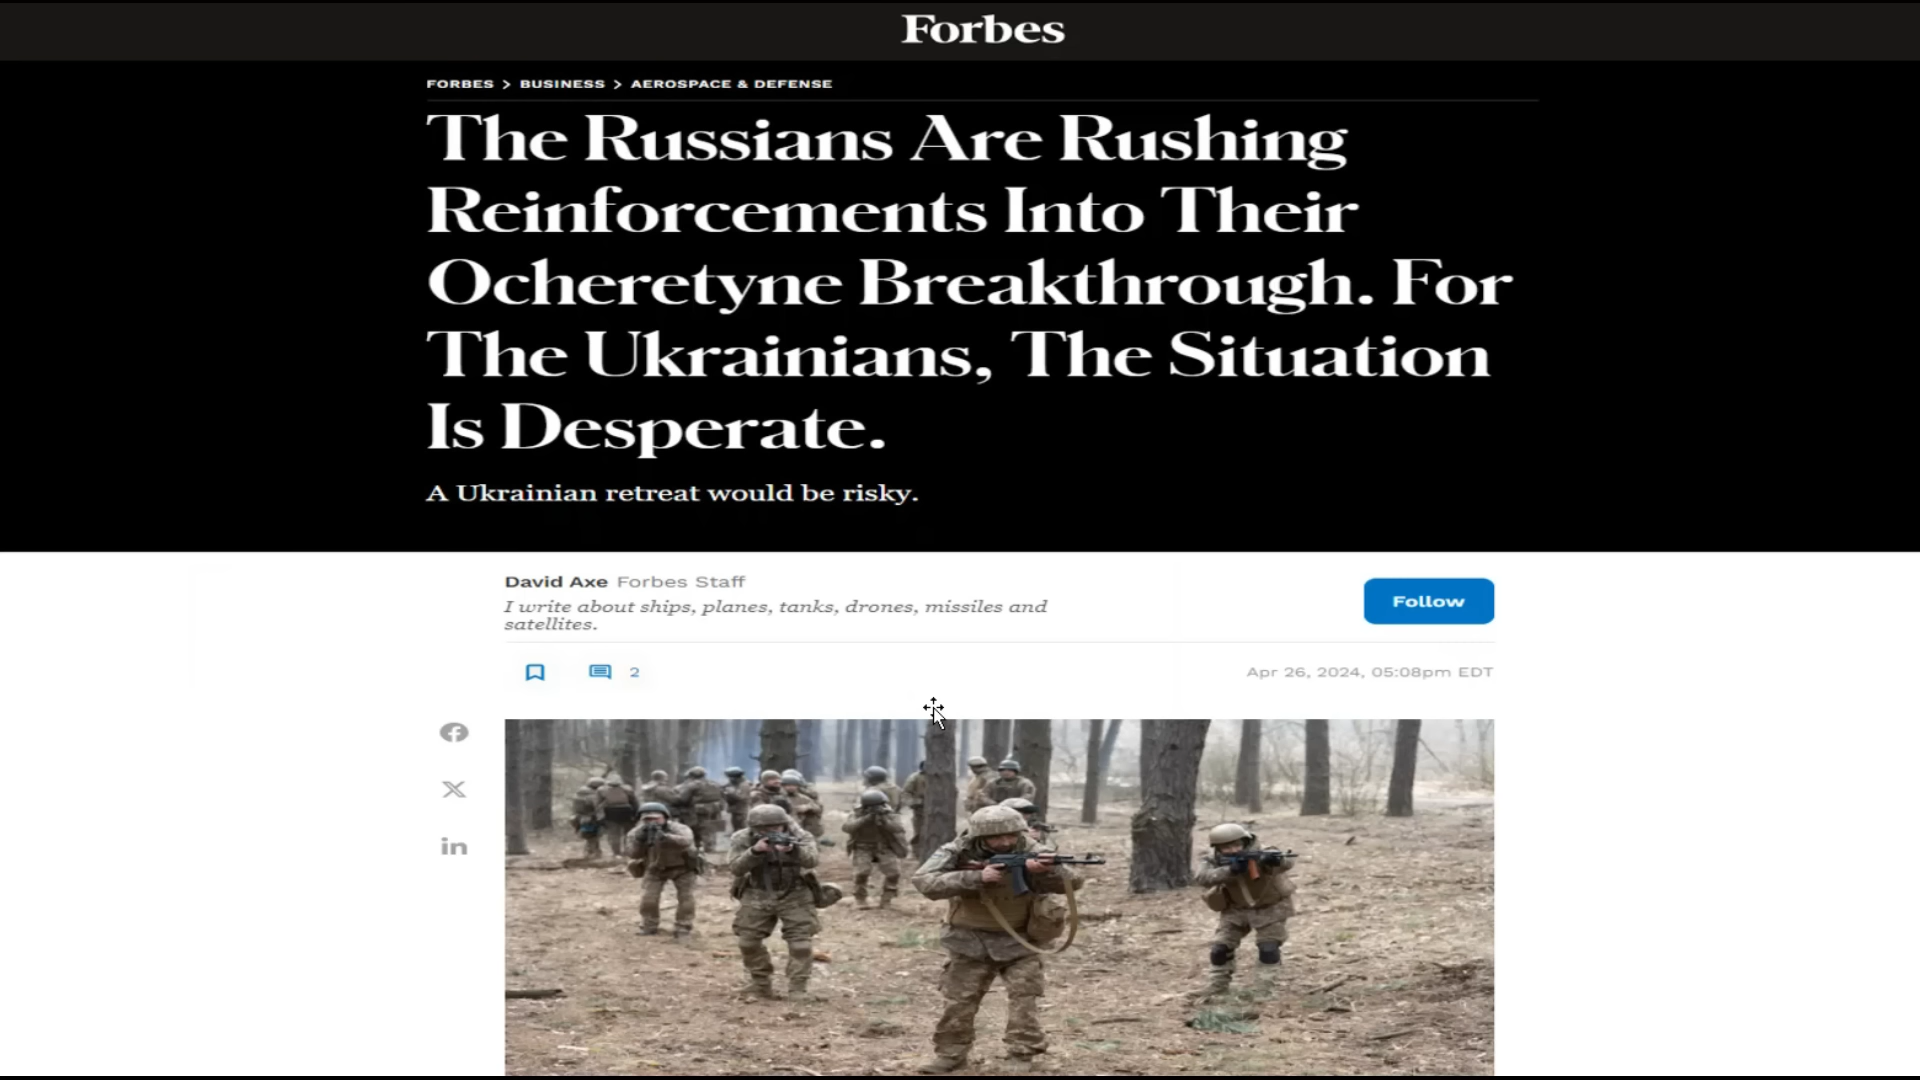 Forbes
FORBES > BUSINESS > AEROSPACE & DEFENSE
The Russians Are Rushing
Reinforcements Into Their
Ocheretyne Breakthrough. For
The Ukrainians, The Situation
Is Desperate.
A Ukrainian retreat would be risky.
David Axe Forbes Staff
I write about ships, planes, tanks, drones, missiles and
satellites.
Follow
2
Apr 26, 2024, 05:08pm EDT